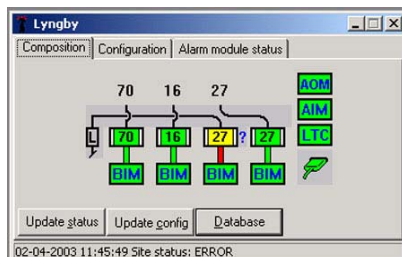 Lyngby
Composition Configuration Alarm module status
70 16 27
AOM
AIM
L 70 16 27 ? 27 LTC
BIM BIM BIM BIM
Update status Update config Database
02-04-2003 11:45:49 Site status: ERROR